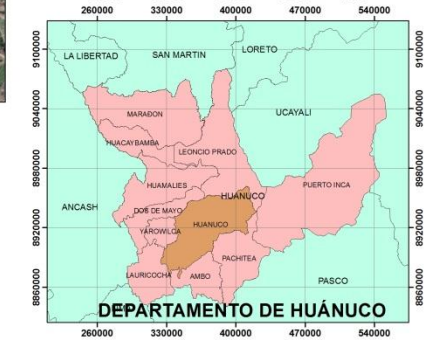 260000 330000 400000 470000 540000
9100000 9100000
LA LIBERTAD SAN MARTIN LORETO
9040000 9040000
MARAÐON UCAYALI
HUACAYBAMBA
LEONCIO PRADO
8980000 8980000
HUAMALIES PUERTO INCA
HUANUCO
ANCASH DOS DE MAYO
HUANUCO
YAROWILCA
8920000 8920000
PACHITEA
LAURICOCHA AMBO PASCO
8860000 8860000
DEPARTAMENTO DE HUÁNUCO
260000 330000 400000 470000 540000